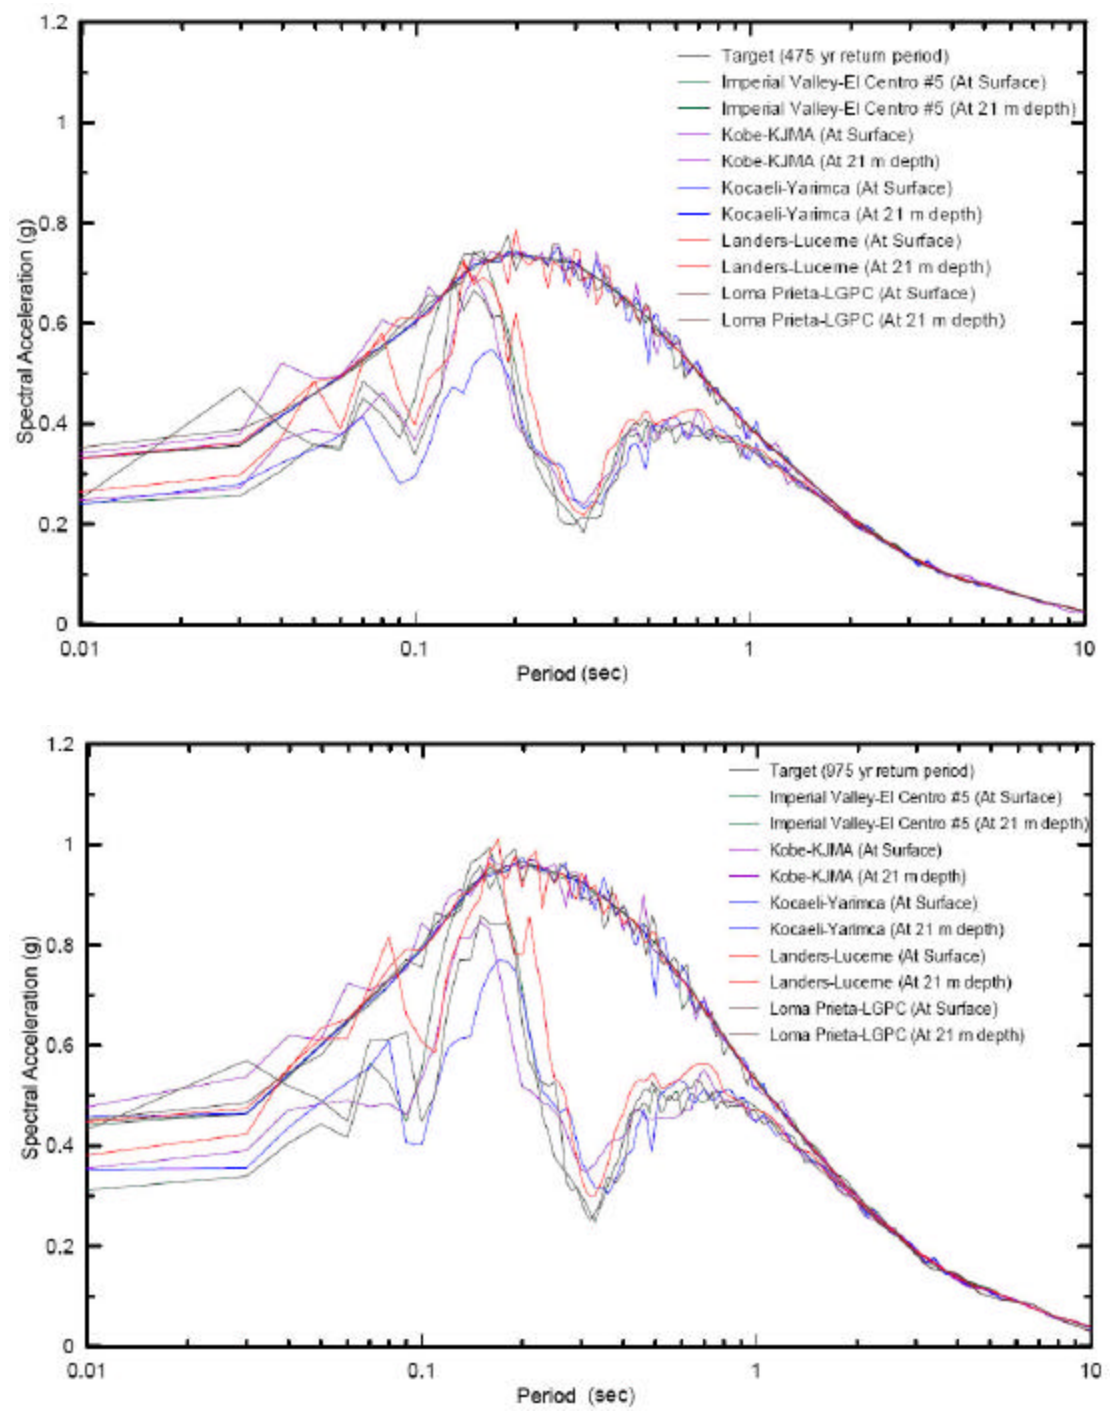 1.2
1
0.8
0.6
0.4
0.2
0
Spectral Acceleration (g)
Target (475 yr return period)
Imperial Valley-El Centro #5 (At Surface)
Imperial Valley-El Centro #5 (At 21 m depth)
Kobe-KJMA (At Surface)
Kobe-KJMA (At 21 m depth)
Kocaeli-Yarimca (At Surface)
Kocaeli-Yarimca (At 21 m depth)
Landers-Lucerne (At Surface)
Landers-Lucerne (At 21 m depth)
Loma Prieta-LGPC (At Surface)
Loma Prieta-LGPC (At 21 m depth)
0.01 0.1 1 10
Period (sec)
1.2
1
0.8
0.6
0.4
0.2
0
Spectral Acceleration (g)
Target (975 yr return period)
Imperial Valley-El Centro #5 (At Surface)
Imperial Valley-El Centro #5 (At 21 m depth)
Kobe-KJMA (At Surface)
Kobe-KJMA (At 21 m depth)
Kocaeli-Yarimca (At Surface)
Kocaeli-Yarimca (At 21 m depth)
Landers-Lucerne (At Surface)
Landers-Lucerne (At 21 m depth)
Loma Prieta-LGPC (At Surface)
Loma Prieta-LGPC (At 21 m depth)
0.01 0.1 1 10
Period (sec)